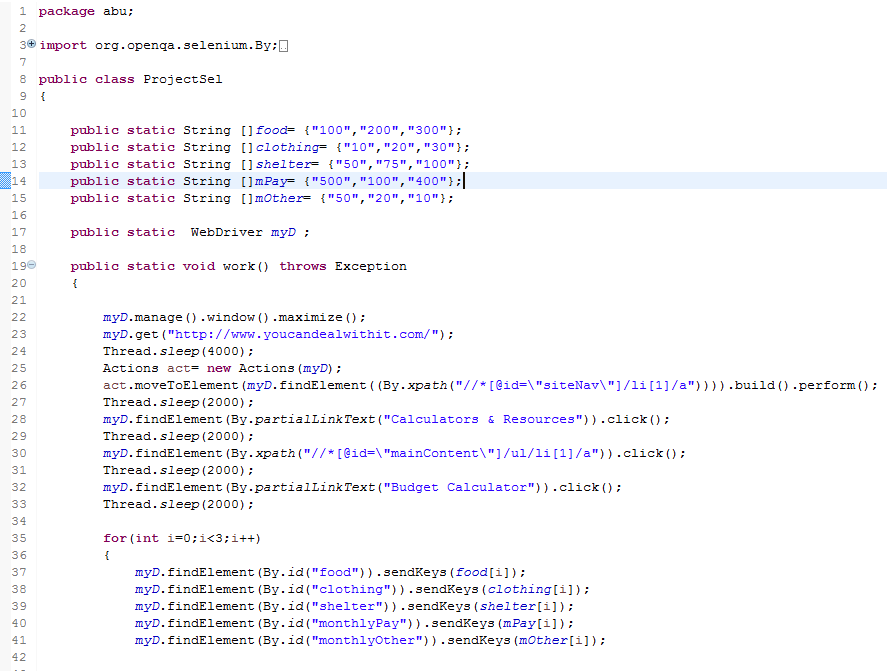 1 package abu;
2
3 import org.openqa.selenium.By;
7
8 public class ProjectSel
9 {
10
11     public static String []food= {"100","200","300"};
12     public static String []clothing= {"10","20","30"};
13     public static String []shelter= {"50","75","100"};
14     public static String []mPay= {"500","100","400"};
15     public static String []mOther= {"50","20","10"};
16
17     public static  WebDriver myD ;
18
19     public static void work() throws Exception
20     {
21
22         myD.manage().window().maximize();
23         myD.get("http://www.youcandealwithit.com/");
24         Thread.sleep(4000);
25         Actions act= new Actions(myD);
26         act.moveToElement(myD.findElement((By.xpath("//*[@id=\"siteNav\"]/li[1]/a")))).build().perform();
27         Thread.sleep(2000);
28         myD.findElement(By.partialLinkText("Calculators & Resources")).click();
29         Thread.sleep(2000);
30         myD.findElement(By.xpath("//*[@id=\"mainContent\"]/ul/li[1]/a")).click();
31         Thread.sleep(2000);
32         myD.findElement(By.partialLinkText("Budget Calculator")).click();
33         Thread.sleep(2000);
34
35         for(int i=0;i<3;i++)
36         {
37             myD.findElement(By.id("food")).sendKeys(food[i]);
38             myD.findElement(By.id("clothing")).sendKeys(clothing[i]);
39             myD.findElement(By.id("shelter")).sendKeys(shelter[i]);
40             myD.findElement(By.id("monthlyPay")).sendKeys(mPay[i]);
41             myD.findElement(By.id("monthlyOther")).sendKeys(mOther[i]);
42